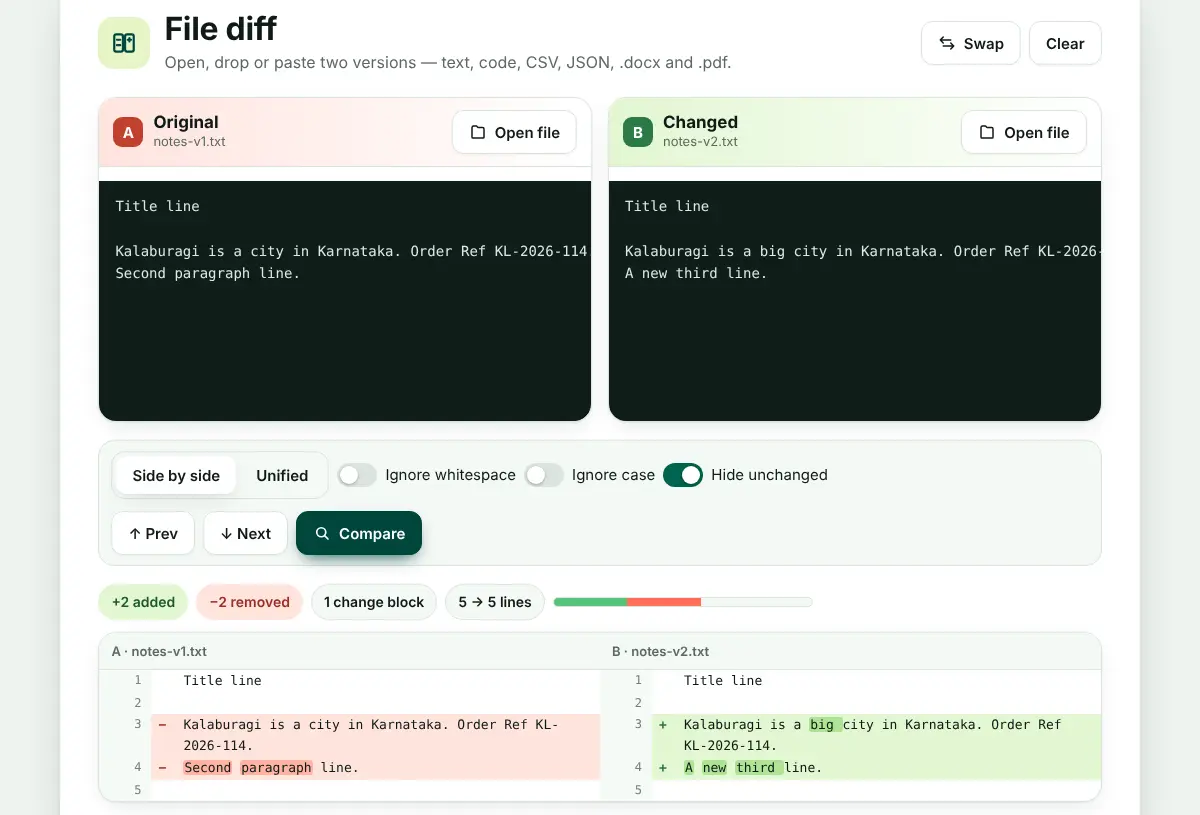 File diff
Open, drop or paste two versions — text, code, CSV, JSON, .docx and .pdf.
Swap
Clear
A
Original
notes-v1.txt
Open file
B
Changed
notes-v2.txt
Open file
Title line
Kalaburagi is a city in Karnataka. Order Ref KL-2026-114
Second paragraph line.
Title line
Kalaburagi is a big city in Karnataka. Order Ref KL-2026-
A new third line.
Side by side
Unified
Ignore whitespace
Ignore case
Hide unchanged
↑ Prev
↓ Next
Compare
+2 added
−2 removed
1 change block
5 → 5 lines
A · notes-v1.txt
B · notes-v2.txt
1 Title line
2
3 − Kalaburagi is a city in Karnataka. Order Ref KL-
2026-114.
4 − Second paragraph line.
5
1 Title line
2
3 + Kalaburagi is a big city in Karnataka. Order Ref
KL-2026-114.
4 + A new third line.
5